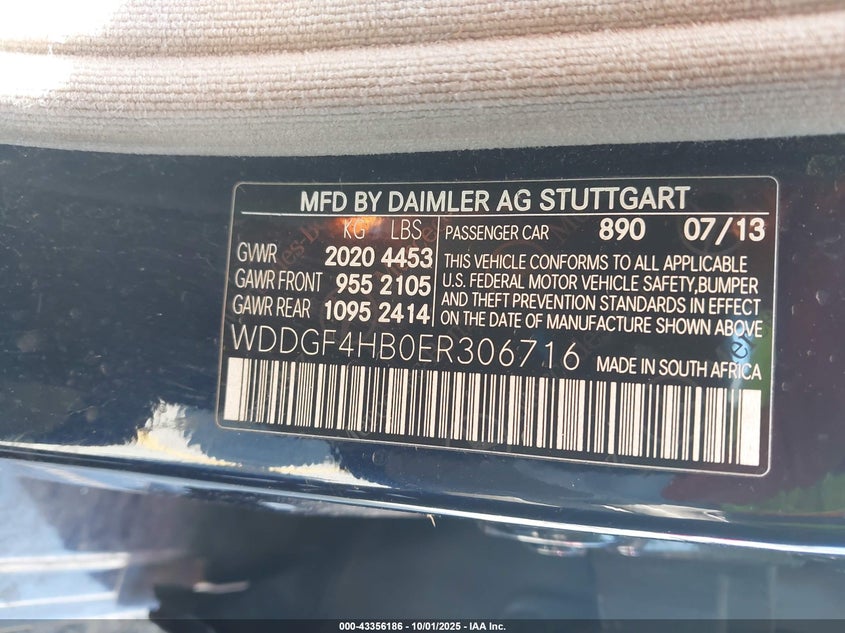 MFD BY DAIMLER AG STUTTGART
KG LBS
GVWR 2020 4453
GAWR FRONT 955 2105
GAWR REAR 1095 2414
PASSENGER CAR 890 07/13
THIS VEHICLE CONFORMS TO ALL APPLICABLE
U.S. FEDERAL MOTOR VEHICLE SAFETY,BUMPER
AND THEFT PREVENTION STANDARDS IN EFFECT
ON THE DATE OF MANUFACTURE SHOWN ABOVE
WDDGF4HB0ER306716 MADE IN SOUTH AFRICA
000-43356186 - 10/01/2025 - IAA Inc.